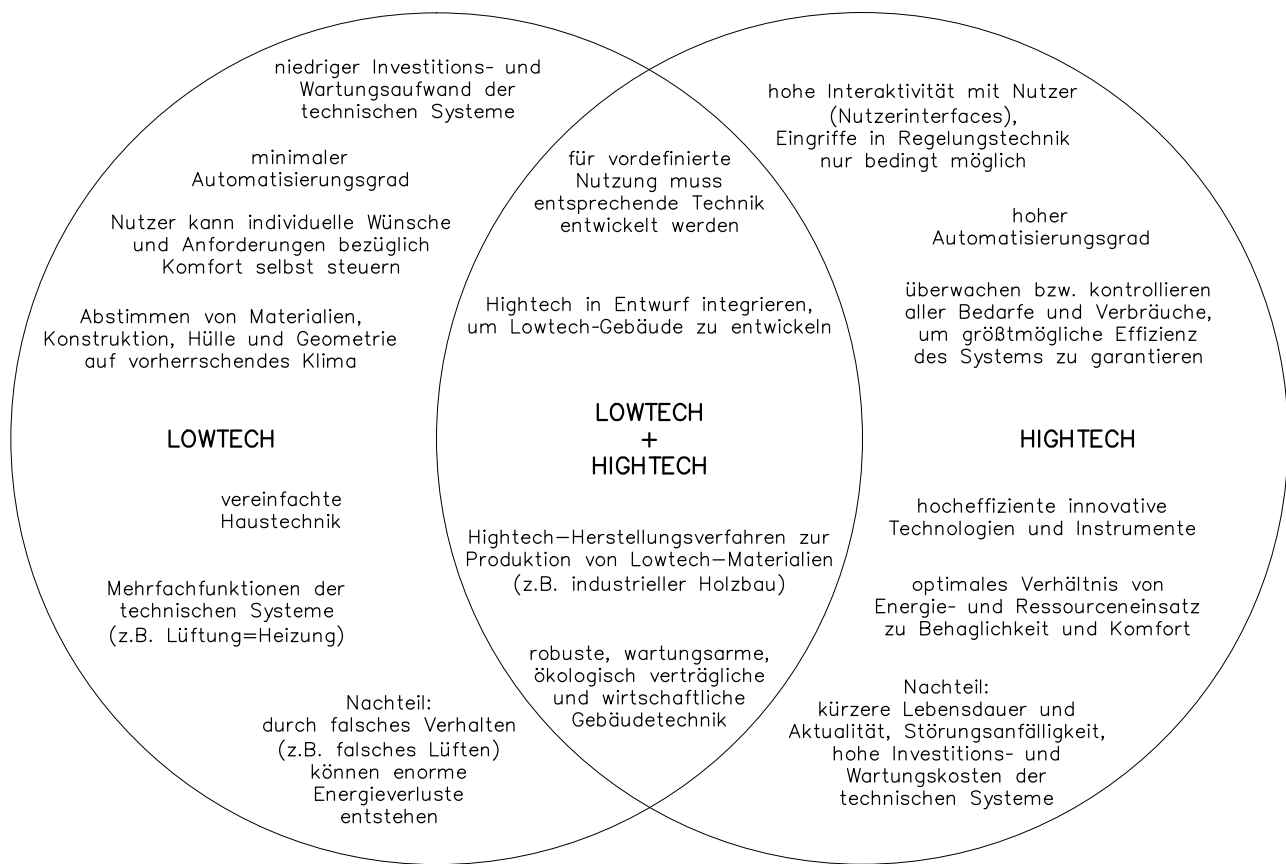 niedriger Investitions- und
Wartungsaufwand der
technischen Systeme
minimaler
Automatisierungsgrad
Nutzer kann individuelle Wünsche
und Anforderungen bezüglich
Komfort selbst steuern
Abstimmen von Materialien,
Konstruktion, Hülle und Geometrie
auf vorherrschendes Klima
LOWTECH
vereinfachte
Haustechnik
Mehrfachfunktionen der
technischen Systeme
(z.B. Lüftung=Heizung)
Nachteil:
durch falsches Verhalten
(z.B. falsches Lüften)
können enorme
Energieverluste
entstehen
für vordefinierte
Nutzung muss
entsprechende Technik
entwickelt werden
Hightech in Entwurf integrieren,
um Lowtech-Gebäude zu entwickeln
LOWTECH
+
HIGHTECH
Hightech–Herstellungsverfahren zur
Produktion von Lowtech–Materialien
(z.B. industrieller Holzbau)
robuste, wartungsarme,
ökologisch verträgliche
und wirtschaftliche
Gebäudetechnik
hohe Interaktivität mit Nutzer
(Nutzerinterfaces),
Eingriffe in Regelungstechnik
nur bedingt möglich
hoher
Automatisierungsgrad
überwachen bzw. kontrollieren
aller Bedarfe und Verbräuche,
um größtmögliche Effizienz
des Systems zu garantieren
HIGHTECH
hocheffiziente innovative
Technologien und Instrumente
optimales Verhältnis von
Energie- und Ressourceneinsatz
zu Behaglichkeit und Komfort
Nachteil:
kürzere Lebensdauer und
Aktualität, Störungsanfälligkeit,
hohe Investitions- und
Wartungskosten der
technischen Systeme